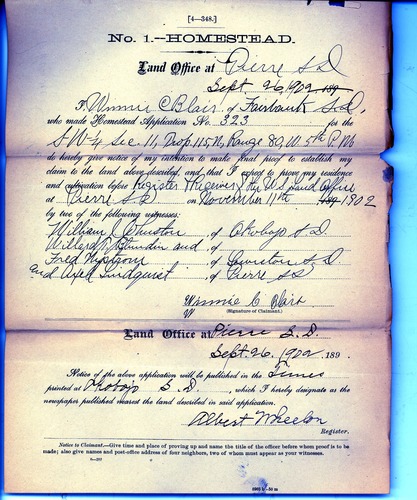 [4—348.]
No. 1.—HOMESTEAD.
Land Office at Pierre S D
Sept. 26, 1902 189
I, Winnie C Blair, of Fairbank S.D.,
who made Homestead Application No. 323 for the
S.W-4 Sec. 11, Twp. 115 N, Range 80, W. 5th P. M
do hereby give notice of my intention to make final proof to establish my
claim to the land above described, and that I expect to prove my residence
and cultivation before Register & Receiver, the U.S. Land Office
at Pierre S D on November 11th 189 1902
by two of the following witnesses:
William J. Johnston of Okobojo S D.
Willard and of
Fred of S D
and Axel Lindquist of Pierre S D
Winnie C Blair
(Signature of Claimant.)
Land Office at Pierre S. D.
Sept. 26, 1902 189 .
Notice of the above application will be published in the Times
printed at Okobojo S. D., which I hereby designate as the
newspaper published nearest the land described in said application.
Albert Wheelon
Register.
Notice to Claimant.—Give time and place of proving up and name the title of the officer before whom proof is to be
made; also give names and post-office address of four neighbors, two of whom must appear as your witnesses.